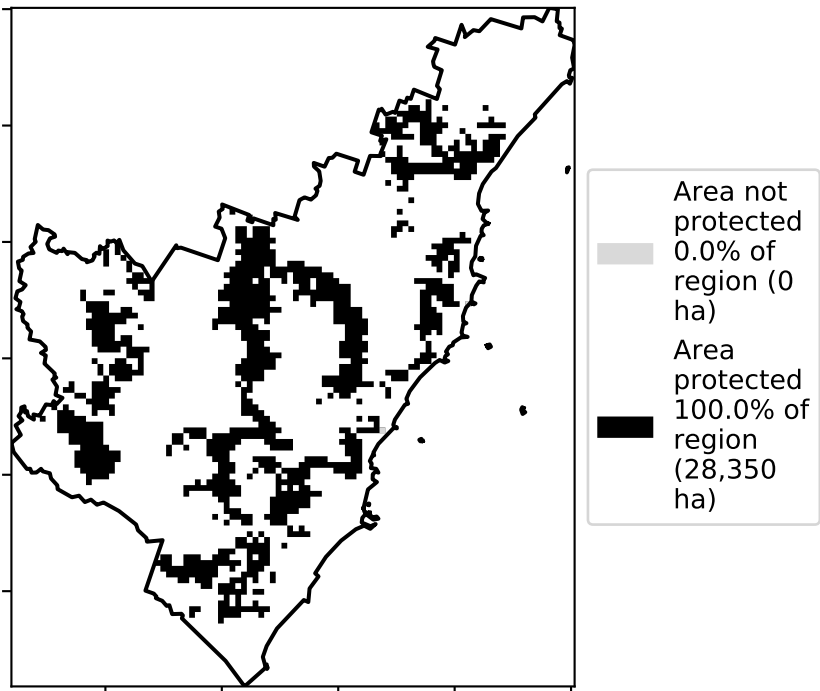 Area not
protected
0.0% of
region (0
ha)
Area
protected
100.0% of
region
(28,350
ha)